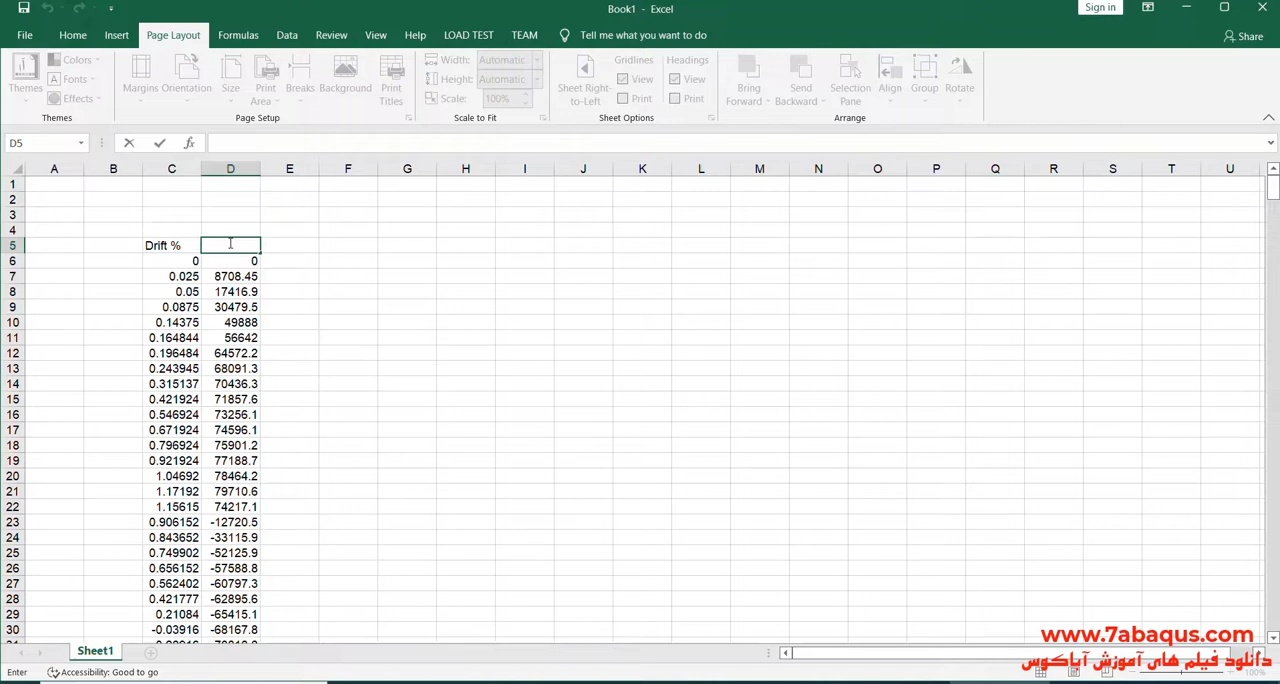 Book1 - Excel
Sign in
File Home Insert Page Layout Formulas Data Review View Help LOAD TEST TEAM Tell me what you want to do Share
Themes Colors Fonts Effects Margins Orientation Size Print Area Breaks Background Print Titles Width: Automatic Height: Automatic Scale: 100% Sheet Right-to-Left Gridlines View Print Headings View Print Bring Forward Send Backward Selection Pane Align Group Rotate
Themes Page Setup Scale to Fit Sheet Options Arrange
D5 fx
A B C D E F G H I J K L M N O P Q R S T U
1
2
3
4
5 Drift %
6 0 0
7 0.025 8708.45
8 0.05 17416.9
9 0.0875 30479.5
10 0.14375 49888
11 0.164844 56642
12 0.196484 64572.2
13 0.243945 68091.3
14 0.315137 70436.3
15 0.421924 71857.6
16 0.546924 73256.1
17 0.671924 74596.1
18 0.796924 75901.2
19 0.921924 77188.7
20 1.04692 78464.2
21 1.17192 79710.6
22 1.15615 74217.1
23 0.906152 -12720.5
24 0.843652 -33115.9
25 0.749902 -52125.9
26 0.656152 -57588.8
27 0.562402 -60797.3
28 0.421777 -62895.6
29 0.21084 -65415.1
30 -0.03916 -68167.8
Sheet1
Enter Accessibility: Good to go 100%
www.7abaqus.com
دانلود فیلم های آموزش آباکوس